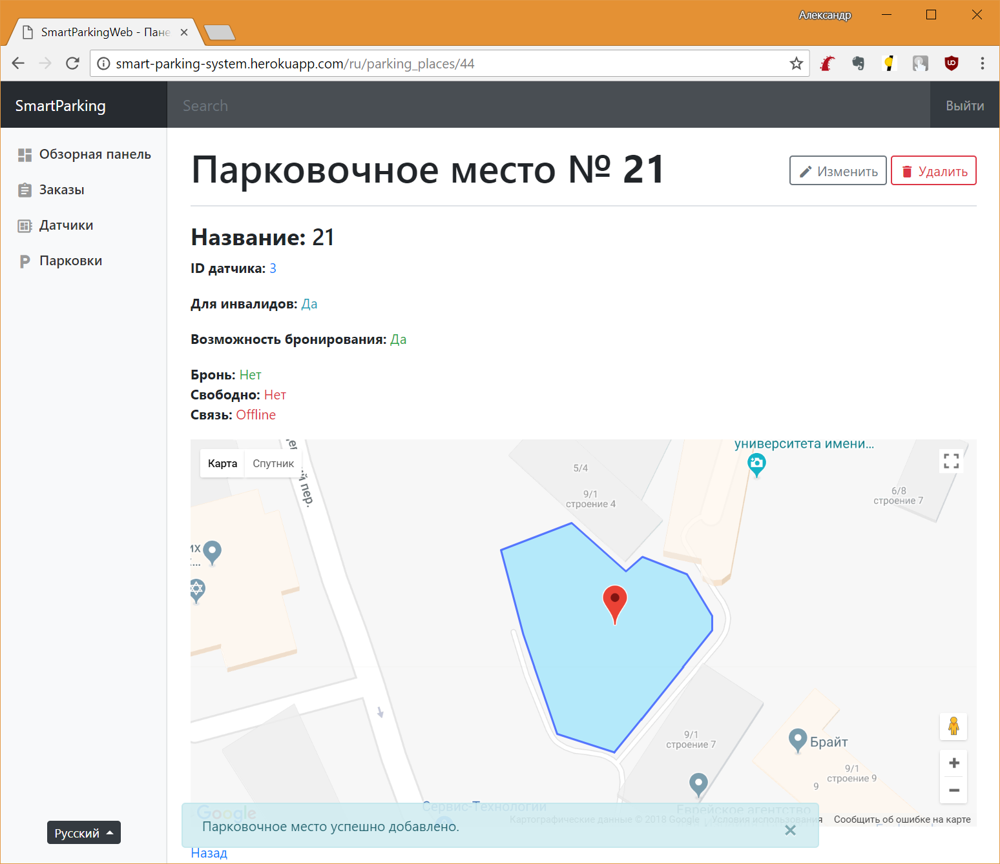 Александр
SmartParkingWeb - Пане
smart-parking-system.herokuapp.com/ru/parking_places/44
SmartParking
Search
Выйти
Обзорная панель
Заказы
Датчики
Парковки
Парковочное место № 21
Изменить
Удалить
Название: 21
ID датчика: 3
Для инвалидов: Да
Возможность бронирования: Да
Бронь: Нет
Свободно: Нет
Связь: Offline
Карта
Спутник
й пер.
университета имени...
5/4
9/1
строение 4
6/8
строение 7
их
...
9/1
строение 7
Брайт
9/1
строение 9
9
Сервис-Технологии
Еврейское агентство
Google
Картографические данные © 2018 Google
Условия использования
Сообщить об ошибке на карте
Парковочное место успешно добавлено.
Русский
Назад